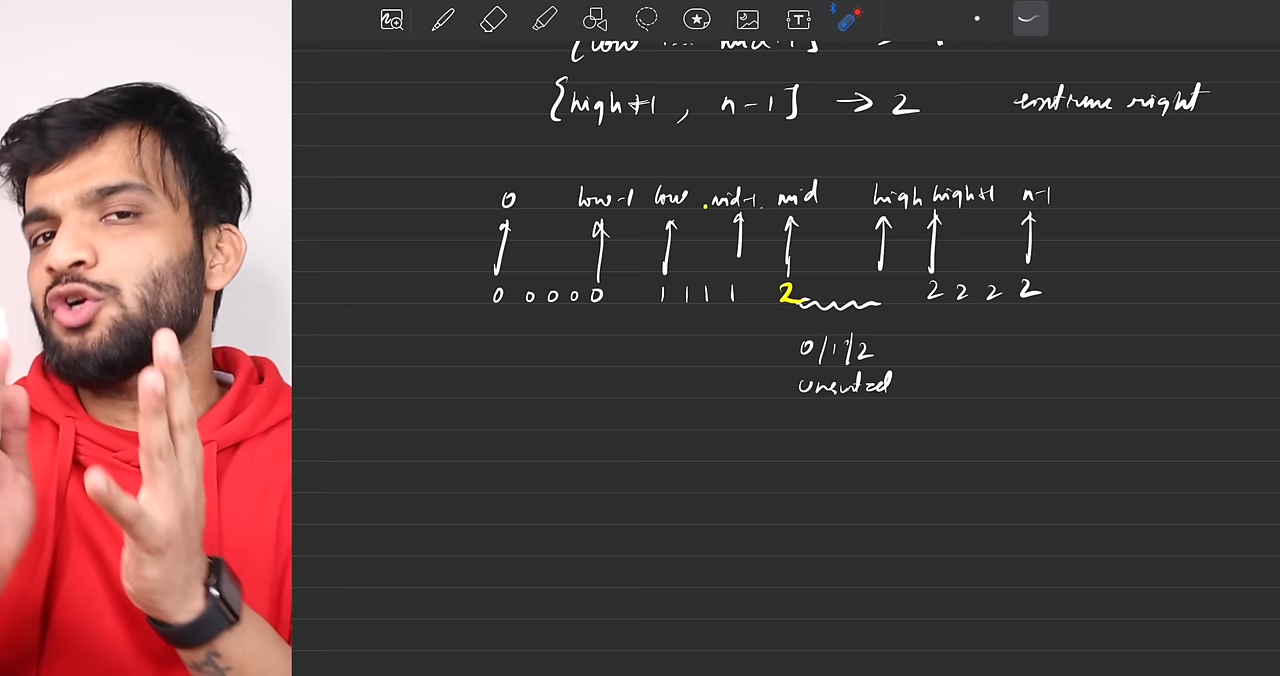 [high+1, n-1] → 2 extreme right
0 low-1 low mid-1 mid high high+1 n-1
0 0 0 0 0 1 1 1 1 2 2 2 2 2
0/1/2
unsorted